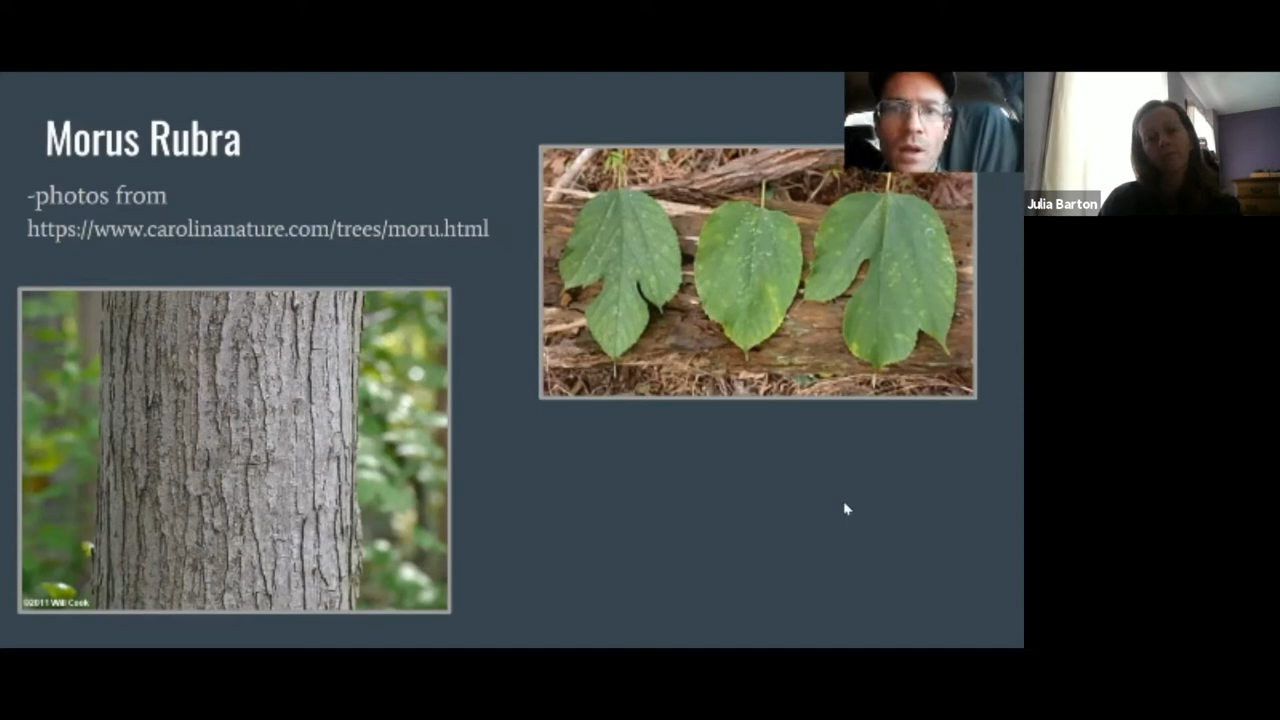 Morus Rubra
-photos from
https://www.carolinanature.com/trees/moru.html
©2011 Will Cook
Julia Barton